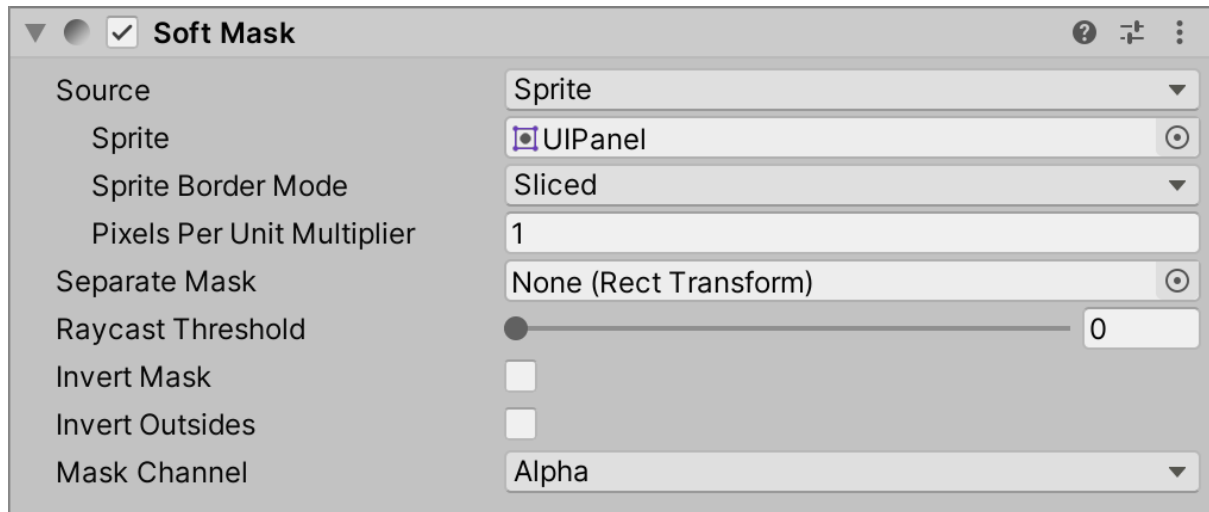 Soft Mask
Source Sprite
Sprite UIPanel
Sprite Border Mode Sliced
Pixels Per Unit Multiplier 1
Separate Mask None (Rect Transform)
Raycast Threshold 0
Invert Mask
Invert Outsides
Mask Channel Alpha